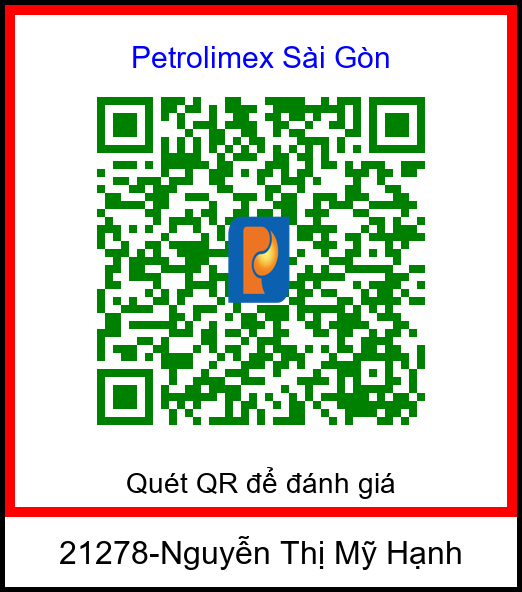 Petrolimex Sài Gòn
Quét QR để đánh giá
21278-Nguyễn Thị Mỹ Hạnh